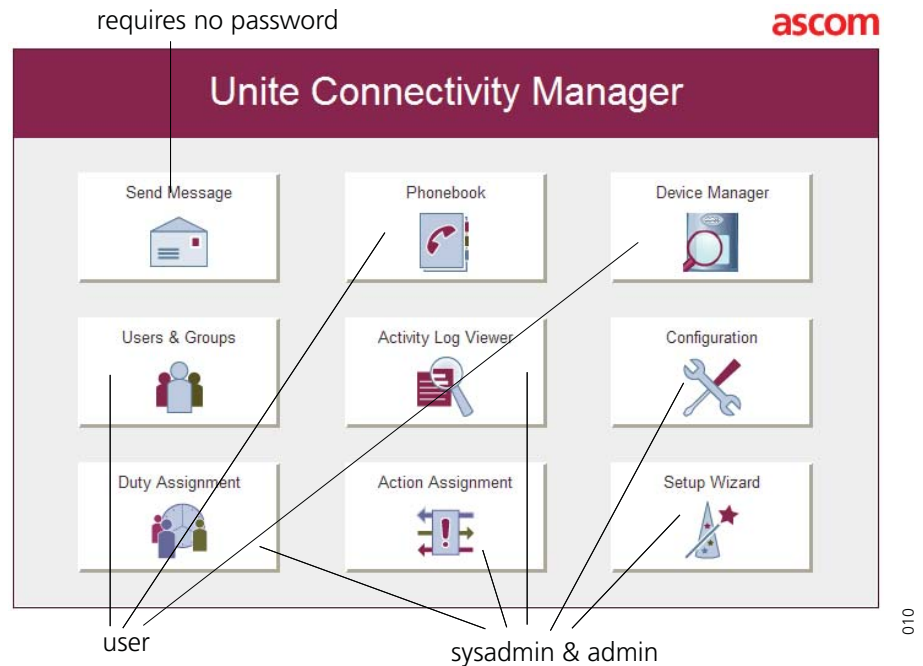 requires no password
ascom
Unite Connectivity Manager
Send Message
Phonebook
Device Manager
Users & Groups
Activity Log Viewer
Configuration
Duty Assignment
Action Assignment
Setup Wizard
user
sysadmin & admin
010